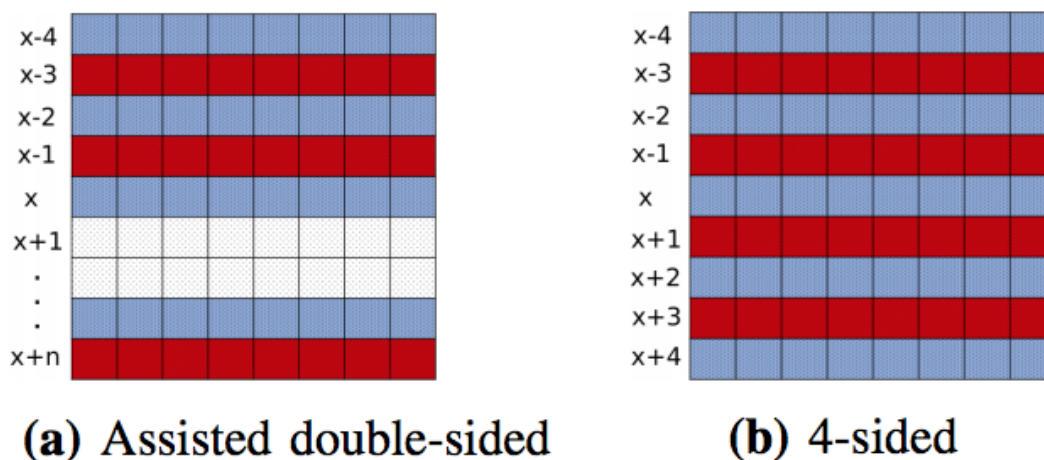 x-4
x-3
x-2
x-1
x
x+1
.
.
.
x+n
(a) Assisted double-sided
x-4
x-3
x-2
x-1
x
x+1
x+2
x+3
x+4
(b) 4-sided